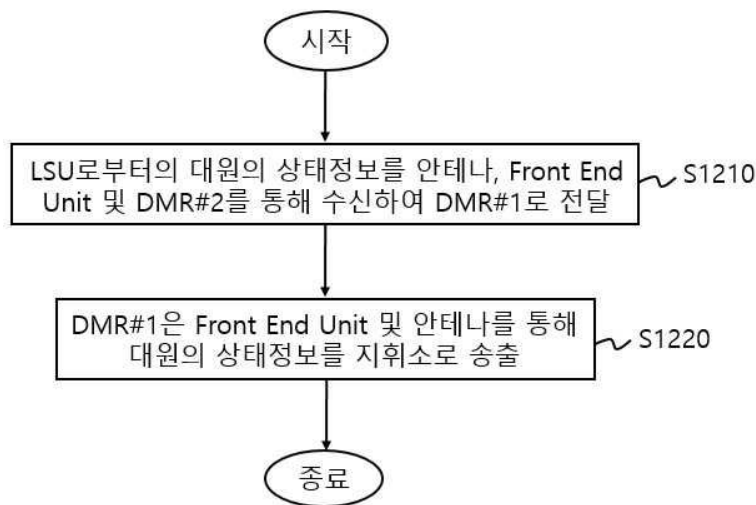 시작
LSU로부터의 대원의 상태정보를 안테나, Front End
Unit 및 DMR#2를 통해 수신하여 DMR#1로 전달
S1210
DMR#1은 Front End Unit 및 안테나를 통해
대원의 상태정보를 지휘소로 송출
S1220
종료